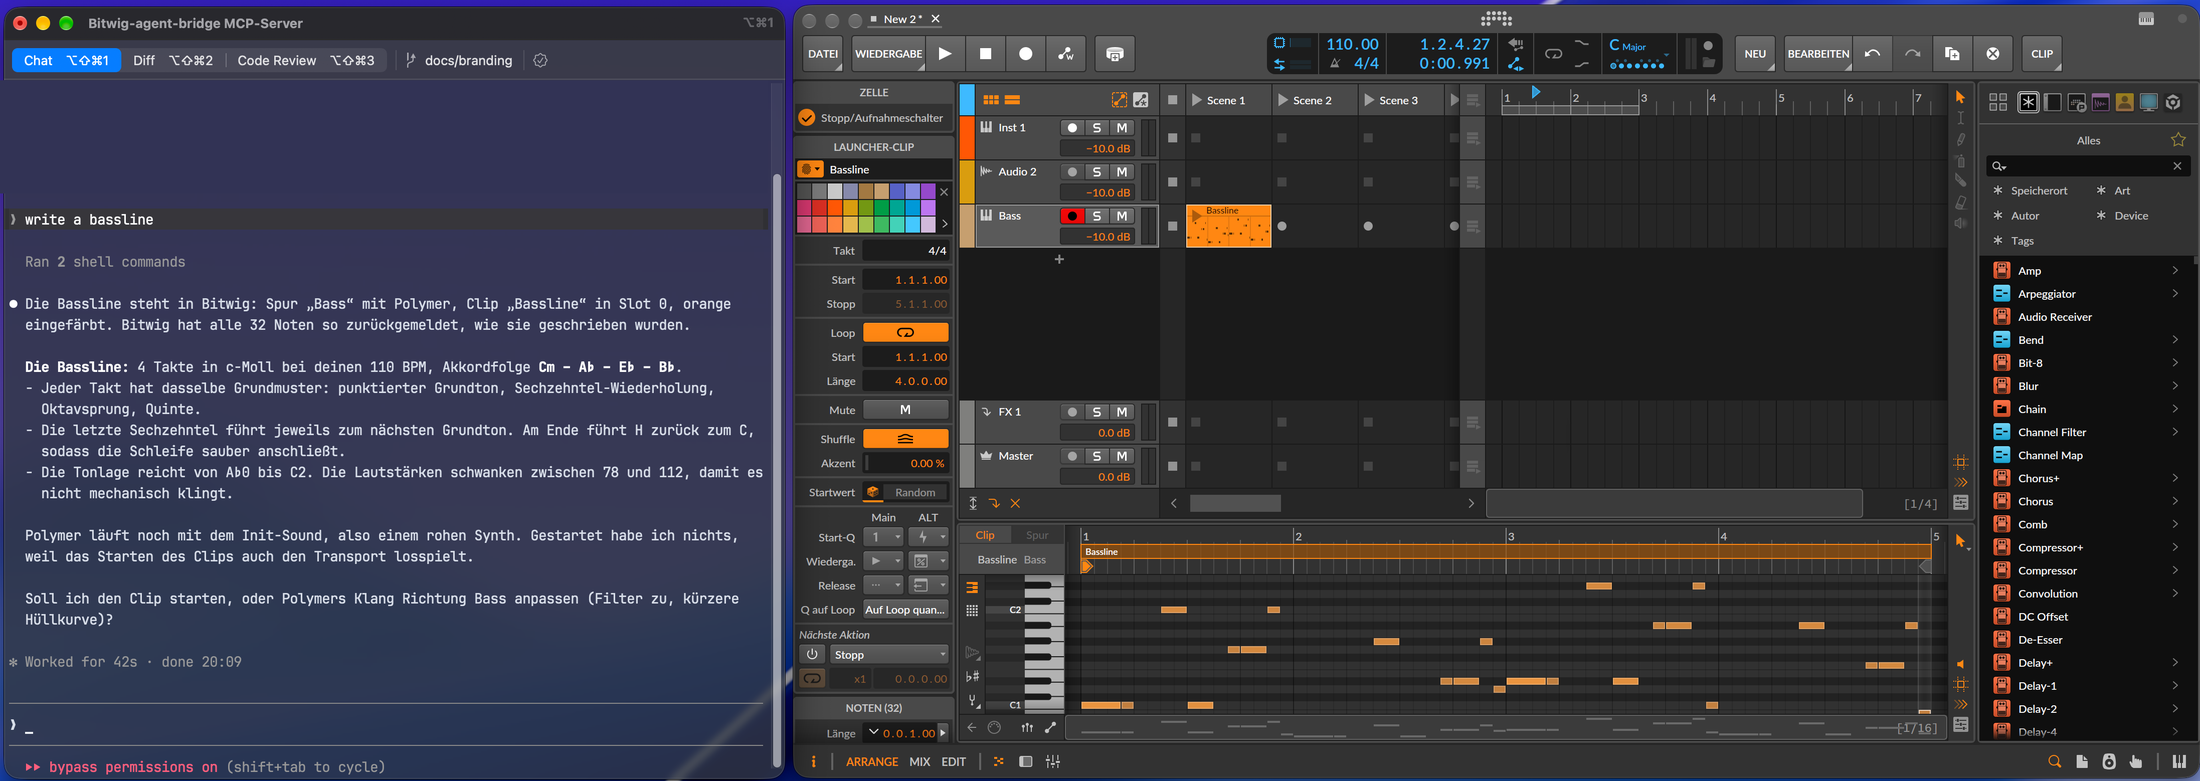 Bitwig-agent-bridge MCP-Server
⌥⌘1
Chat ⌥⇧⌘1
Diff ⌥⇧⌘2
Code Review ⌥⇧⌘3
docs/branding
❯ write a bassline
Ran 2 shell commands
● Die Bassline steht in Bitwig: Spur „Bass“ mit Polymer, Clip „Bassline“ in Slot 0, orange
eingefärbt. Bitwig hat alle 32 Noten so zurückgemeldet, wie sie geschrieben wurden.
Die Bassline: 4 Takte in c-Moll bei deinen 110 BPM, Akkordfolge Cm – A♭ – E♭ – B♭.
- Jeder Takt hat dasselbe Grundmuster: punktierter Grundton, Sechzehntel-Wiederholung,
Oktavsprung, Quinte.
- Die letzte Sechzehntel führt jeweils zum nächsten Grundton. Am Ende führt H zurück zum C,
sodass die Schleife sauber anschließt.
- Die Tonlage reicht von A♭0 bis C2. Die Lautstärken schwanken zwischen 78 und 112, damit es
nicht mechanisch klingt.
Polymer läuft noch mit dem Init-Sound, also einem rohen Synth. Gestartet habe ich nichts,
weil das Starten des Clips auch den Transport losspielt.
Soll ich den Clip starten, oder Polymers Klang Richtung Bass anpassen (Filter zu, kürzere
Hüllkurve)?
✻ Worked for 42s · done 20:09
❯ _
▸▸ bypass permissions on (shift+tab to cycle)
New 2 *
DATEI
WIEDERGABE
110.00
4/4
1.2.4.27
0:00.991
C Major
NEU
BEARBEITEN
CLIP
ZELLE
Stopp/Aufnahmeschalter
LAUNCHER-CLIP
Bassline
Takt 4/4
Start 1.1.1.00
Stopp 5.1.1.00
Loop
Start 1.1.1.00
Länge 4.0.0.00
Mute M
Shuffle
Akzent 0.00 %
Startwert Random
Main ALT
Start-Q 1
Wiederga.
Release ...
Q auf Loop Auf Loop quan...
Nächste Aktion
Stopp
x1 0.0.0.00
NOTEN (32)
Länge 0.0.1.00
Scene 1 Scene 2 Scene 3
Inst 1 S M
-10.0 dB
Audio 2 S M
-10.0 dB
Bass S M
-10.0 dB
Bassline
+
FX 1 S M
0.0 dB
Master S M
0.0 dB
1 2 3 4 5 6 7
[1/4]
Clip Spur
Bassline Bass
1 2 3 4 5
Bassline
C2
C1
[1/16]
Alles
Speicherort
Art
Autor
Device
Tags
Amp
Arpeggiator
Audio Receiver
Bend
Bit-8
Blur
Chain
Channel Filter
Channel Map
Chorus+
Chorus
Comb
Compressor+
Compressor
Convolution
DC Offset
De-Esser
Delay+
Delay-1
Delay-2
Delay-4
i
ARRANGE MIX EDIT